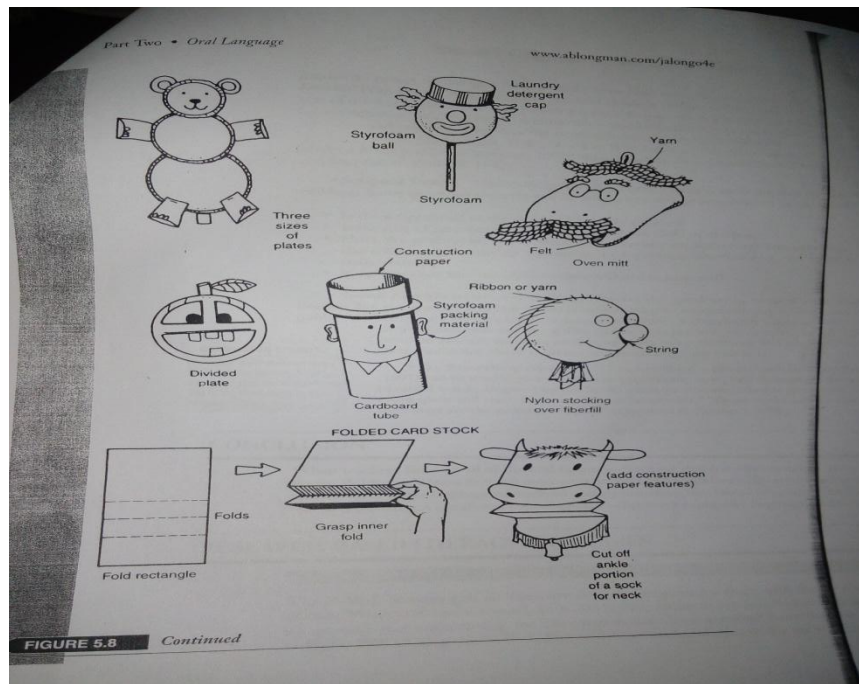 Part Two • Oral Language
www.ablongman.com/jalongo4e
Laundry
detergent
cap
Styrofoam
ball
Styrofoam
Yarn
Three
sizes
of
plates
Felt
Oven mitt
Construction
paper
Ribbon or yarn
Styrofoam
packing
material
String
Divided
plate
Cardboard
tube
Nylon stocking
over fiberfill
FOLDED CARD STOCK
(add construction
paper features)
Folds
Grasp inner
fold
Fold rectangle
Cut off
ankle
portion
of a sock
for neck
FIGURE 5.8 Continued